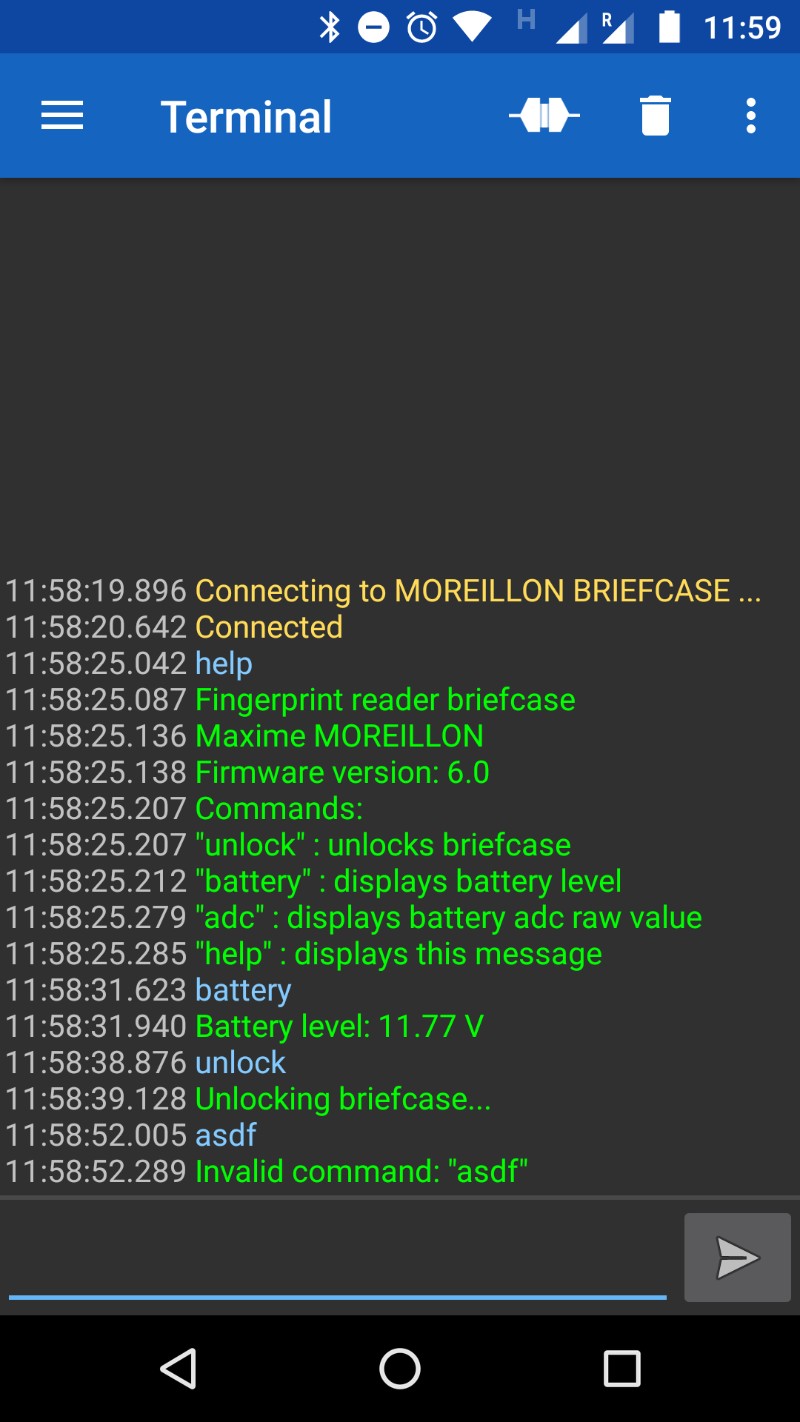 H R 11:59
Terminal
11:58:19.896 Connecting to MOREILLON BRIEFCASE ...
11:58:20.642 Connected
11:58:25.042 help
11:58:25.087 Fingerprint reader briefcase
11:58:25.136 Maxime MOREILLON
11:58:25.138 Firmware version: 6.0
11:58:25.207 Commands:
11:58:25.207 "unlock" : unlocks briefcase
11:58:25.212 "battery" : displays battery level
11:58:25.279 "adc" : displays battery adc raw value
11:58:25.285 "help" : displays this message
11:58:31.623 battery
11:58:31.940 Battery level: 11.77 V
11:58:38.876 unlock
11:58:39.128 Unlocking briefcase...
11:58:52.005 asdf
11:58:52.289 Invalid command: "asdf"